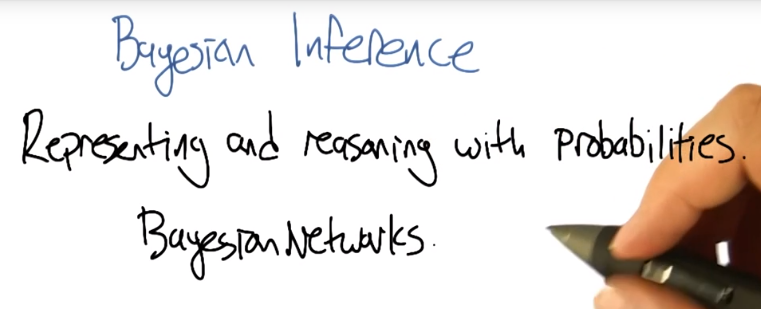 Bayesian Inference
Representing and reasoning with probabilities.
Bayesian Networks.